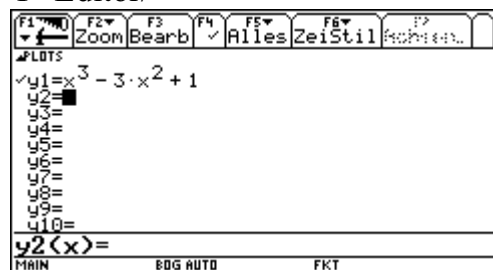 F1 F2 F3 F4 F5 F6 F7
Zoom Bearb ✓ Alles ZeiStil Achsen..
PLOTS
✓y1=x³ - 3·x² + 1
y2=
y3=
y4=
y5=
y6=
y7=
y8=
y9=
y10=
y2(x)=
MAIN BOG AUTO FKT